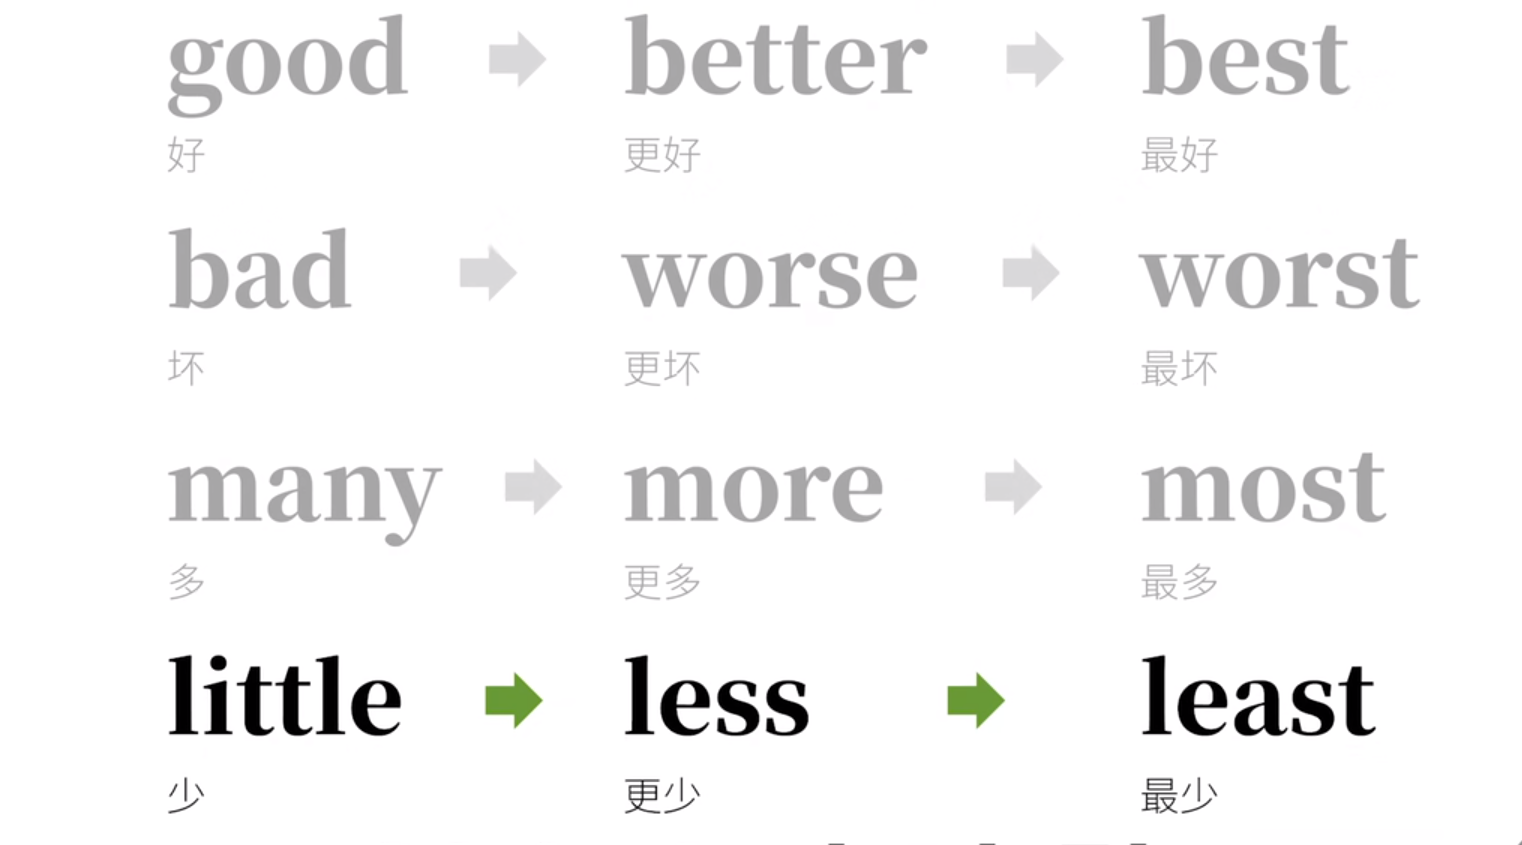 good better best
好 更好 最好
bad worse worst
坏 更坏 最坏
many more most
多 更多 最多
little less least
少 更少 最少